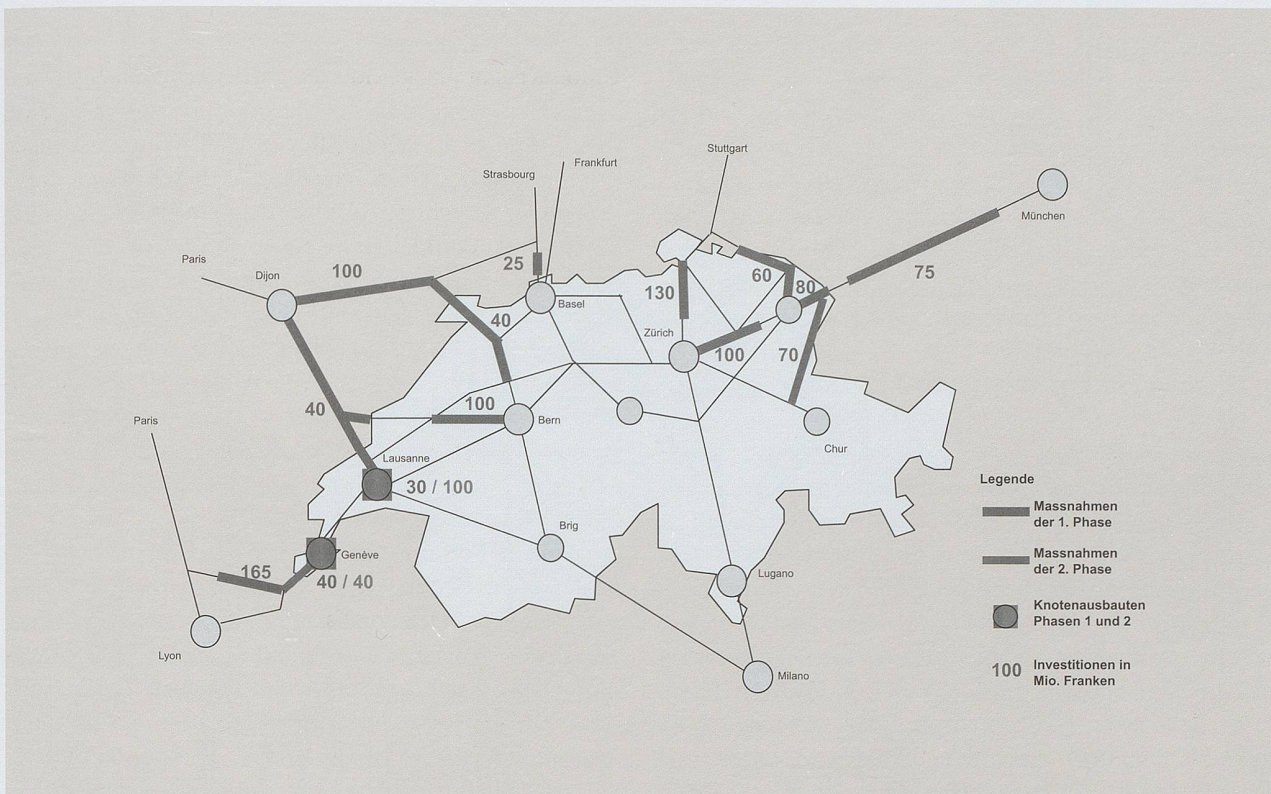 Stuttgart
Frankfurt
Strasbourg
München
Paris
Dijon
100
25
60
75
130
80
Basel
40
Zürich
100
70
40
100
Bern
Paris
Chur
Lausanne
30 / 100
Legende
Massnahmen
der 1. Phase
Brig
Genève
Massnahmen
der 2. Phase
165
40 / 40
Lugano
Knotenausbauten
Phasen 1 und 2
Lyon
100
Investitionen in
Mio. Franken
Milano